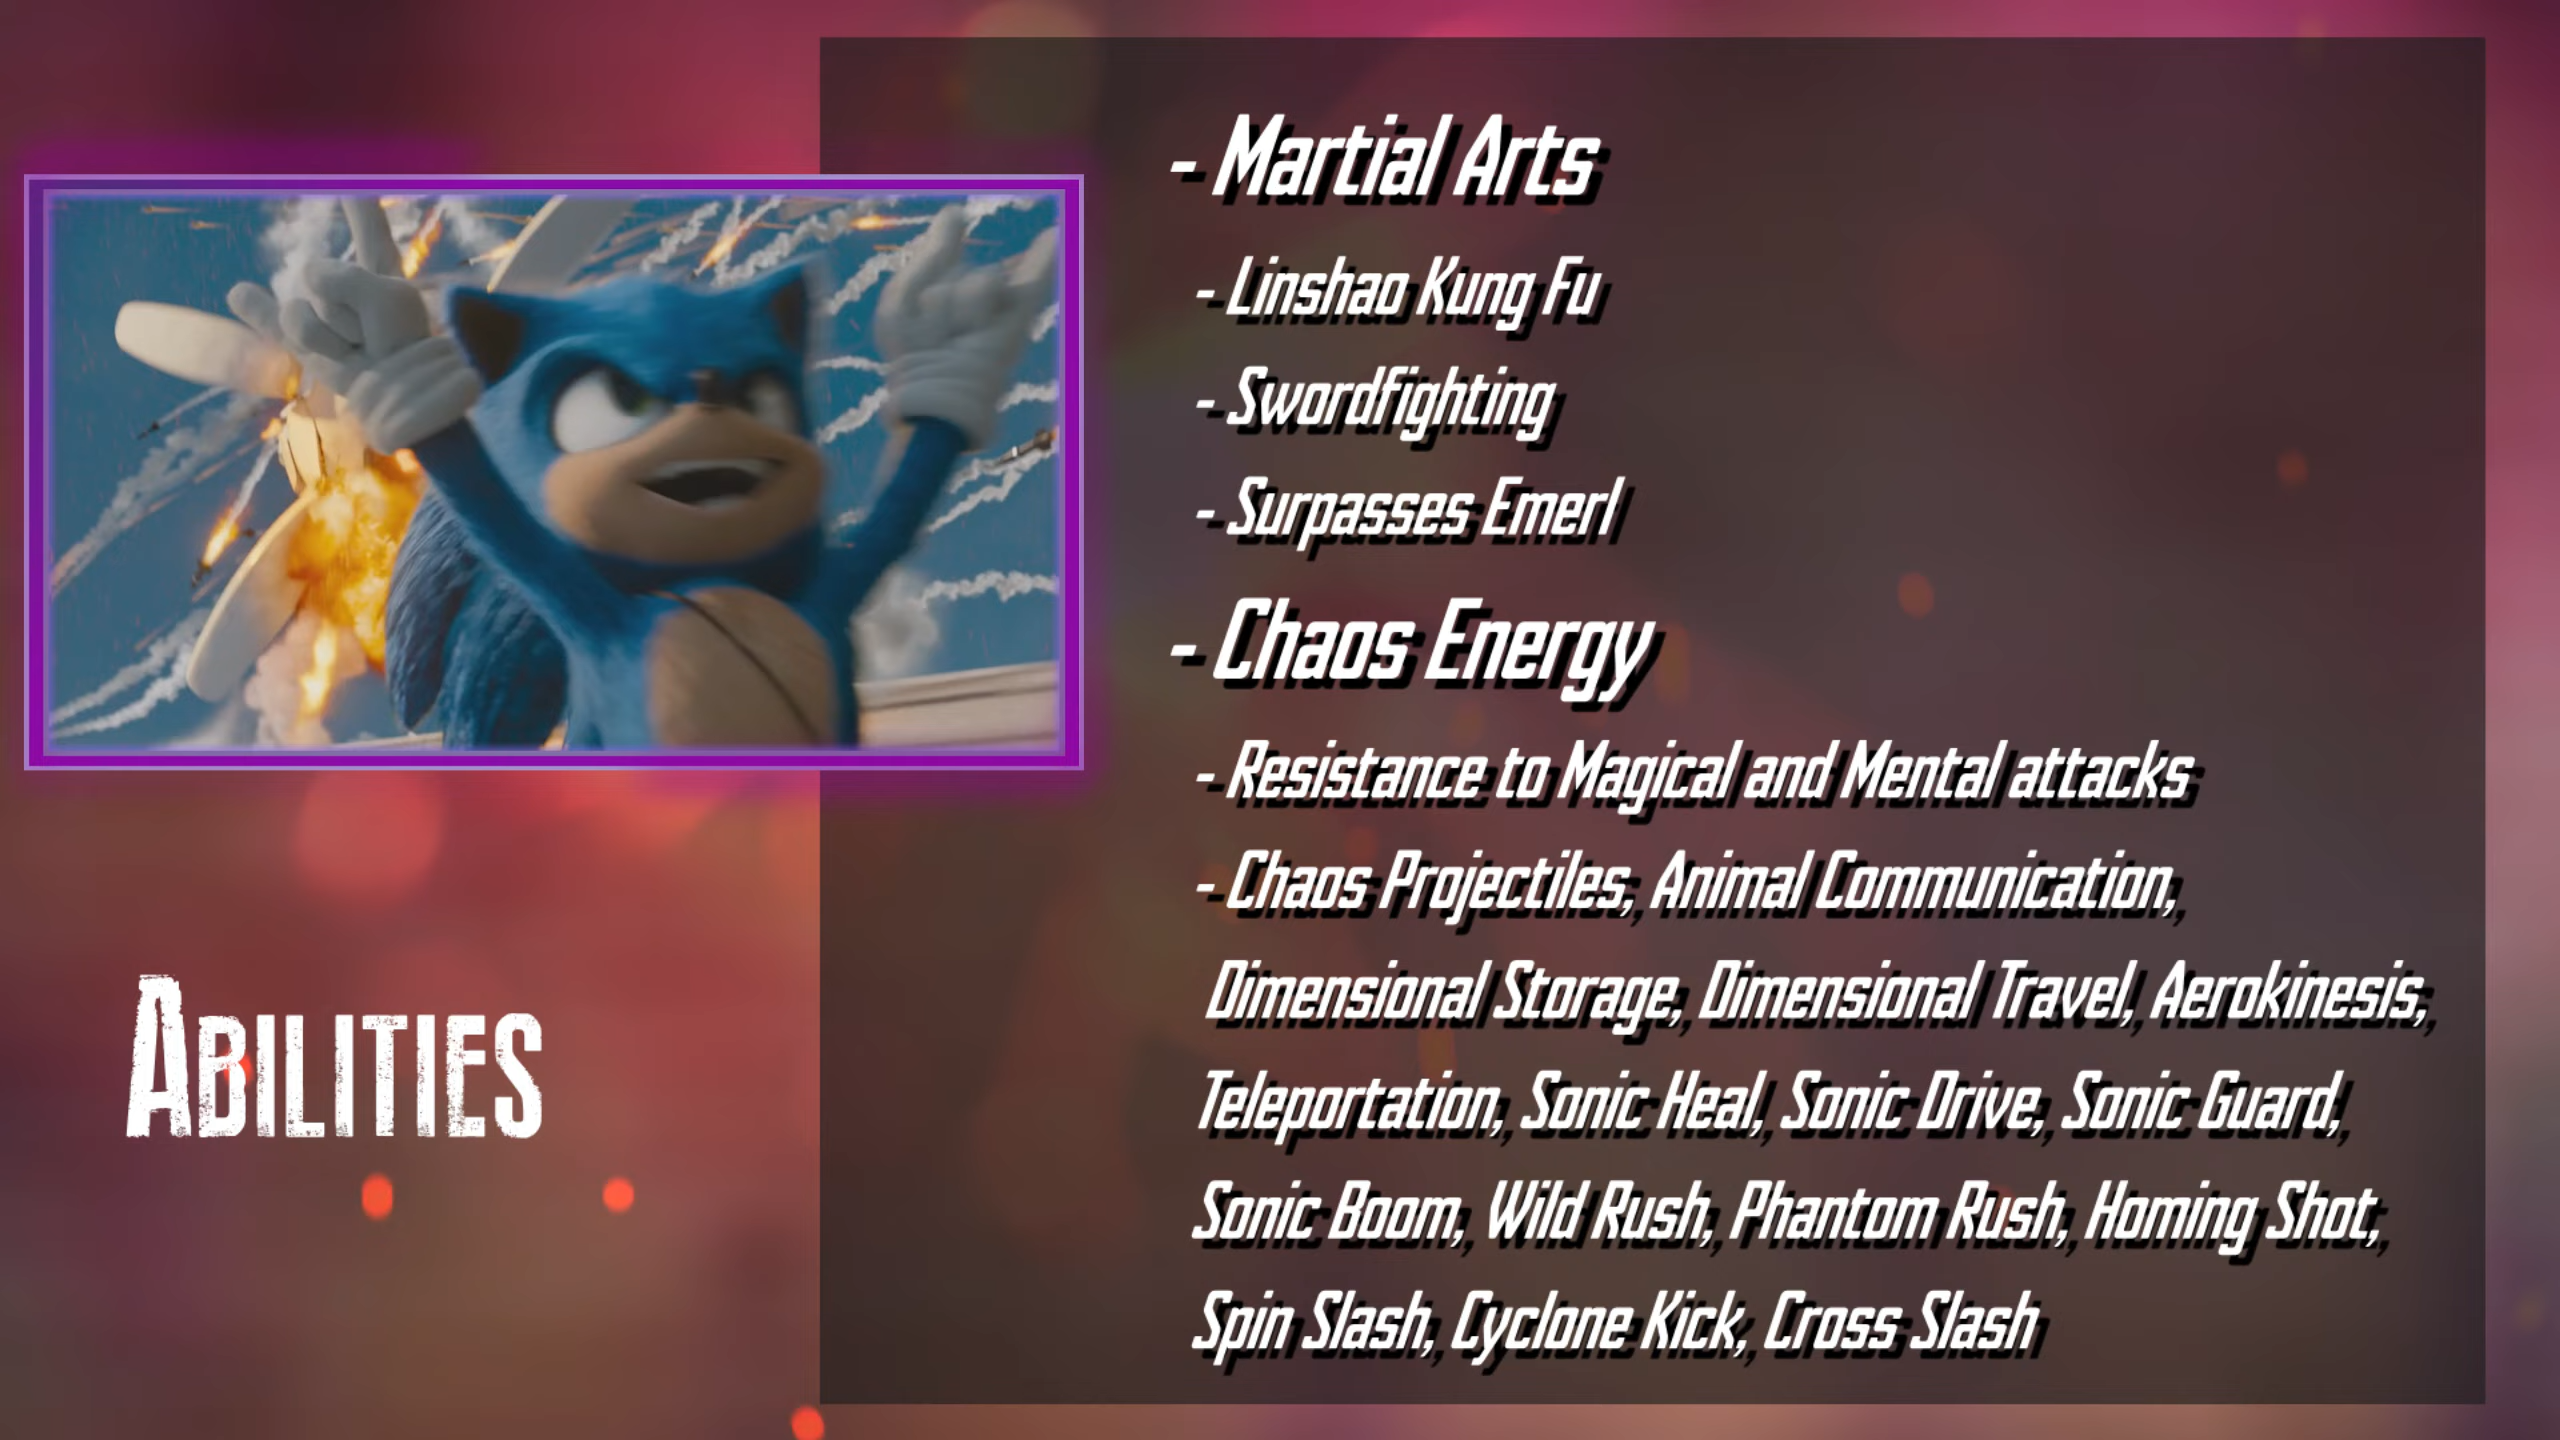 - Martial Arts
- Linshao Kung Fu
- Swordfighting
- Surpasses Emerl
- Chaos Energy
- Resistance to Magical and Mental attacks
- Chaos Projectiles, Animal Communication,
Dimensional Storage, Dimensional Travel, Aerokinesis,
Teleportation, Sonic Heal, Sonic Drive, Sonic Guard,
Sonic Boom, Wild Rush, Phantom Rush, Homing Shot,
Spin Slash, Cyclone Kick, Cross Slash
Abilities